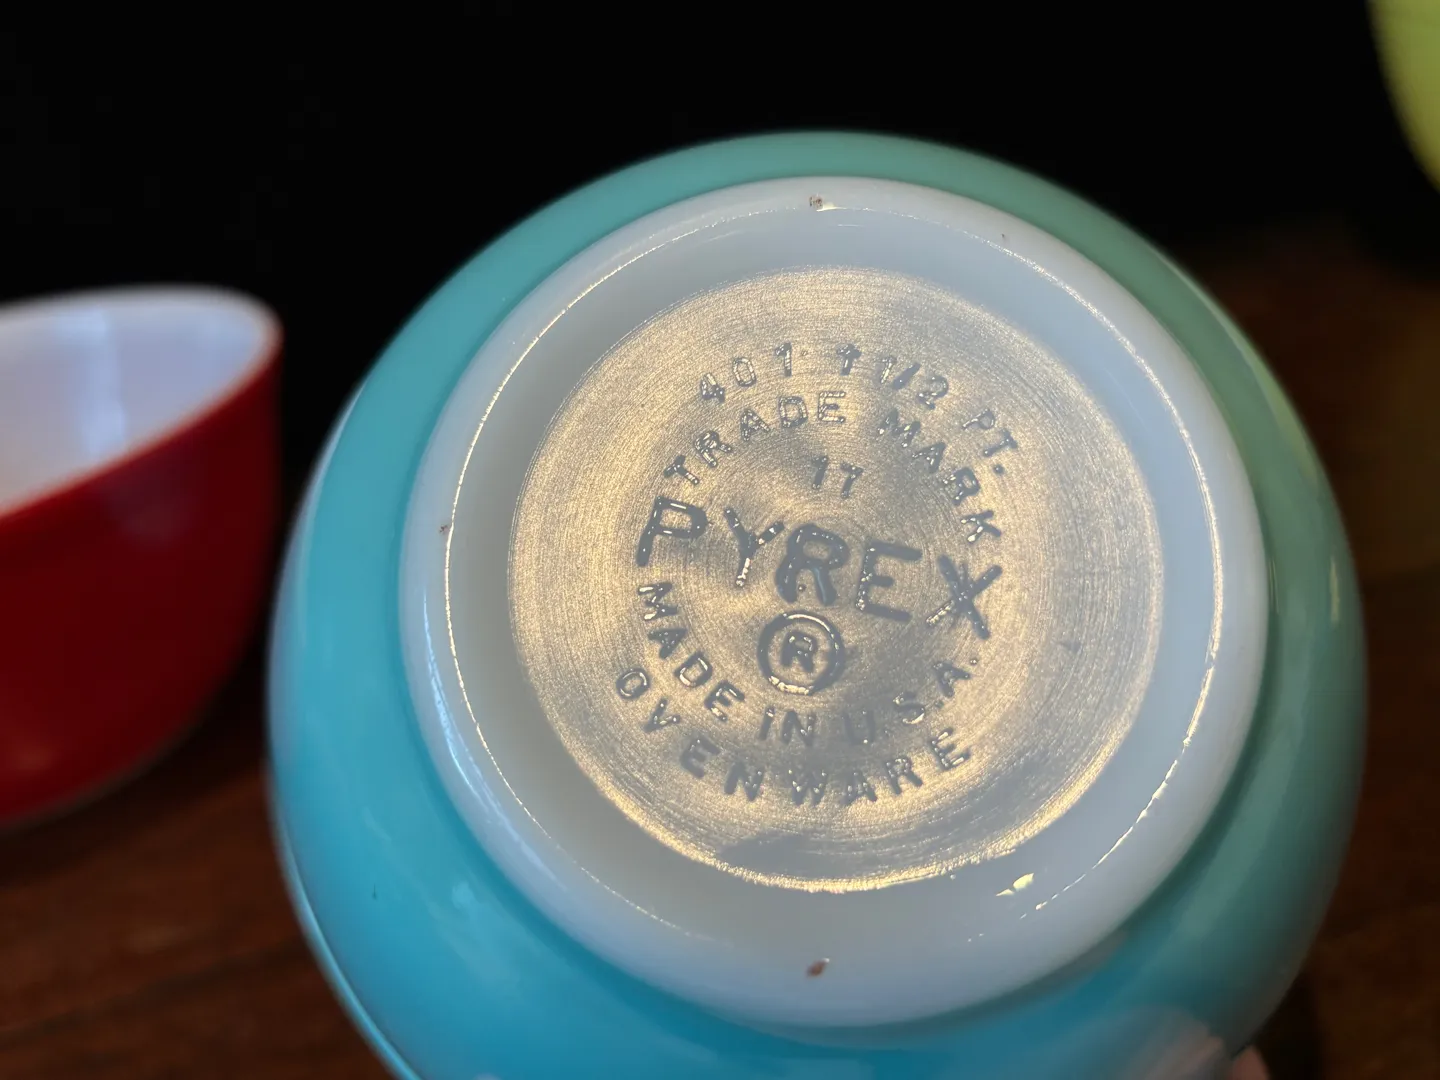 401 1 1/2 PT.
TRADE MARK
17
PYREX
®
MADE IN U.S.A.
OVENWARE